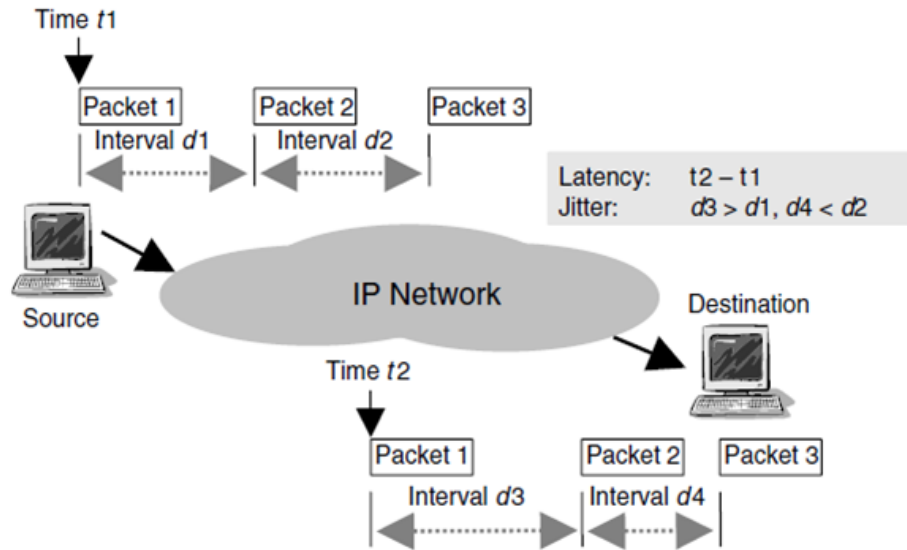 Time t1
Packet 1 Packet 2 Packet 3
Interval d1 Interval d2
Latency: t2 – t1
Jitter: d3 > d1, d4 < d2
IP Network
Source
Destination
Time t2
Packet 1 Packet 2 Packet 3
Interval d3 Interval d4